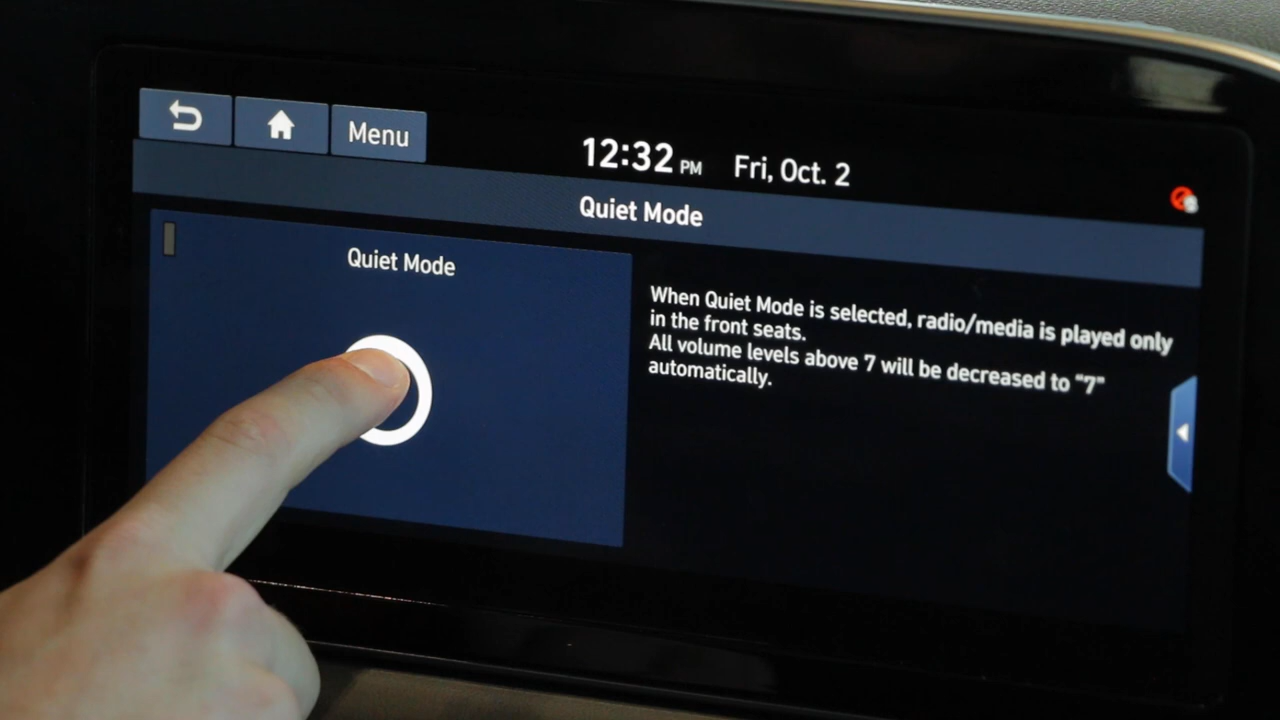 Menu
12:32 PM Fri, Oct. 2
Quiet Mode
Quiet Mode
When Quiet Mode is selected, radio/media is played only
in the front seats.
All volume levels above 7 will be decreased to "7"
automatically.